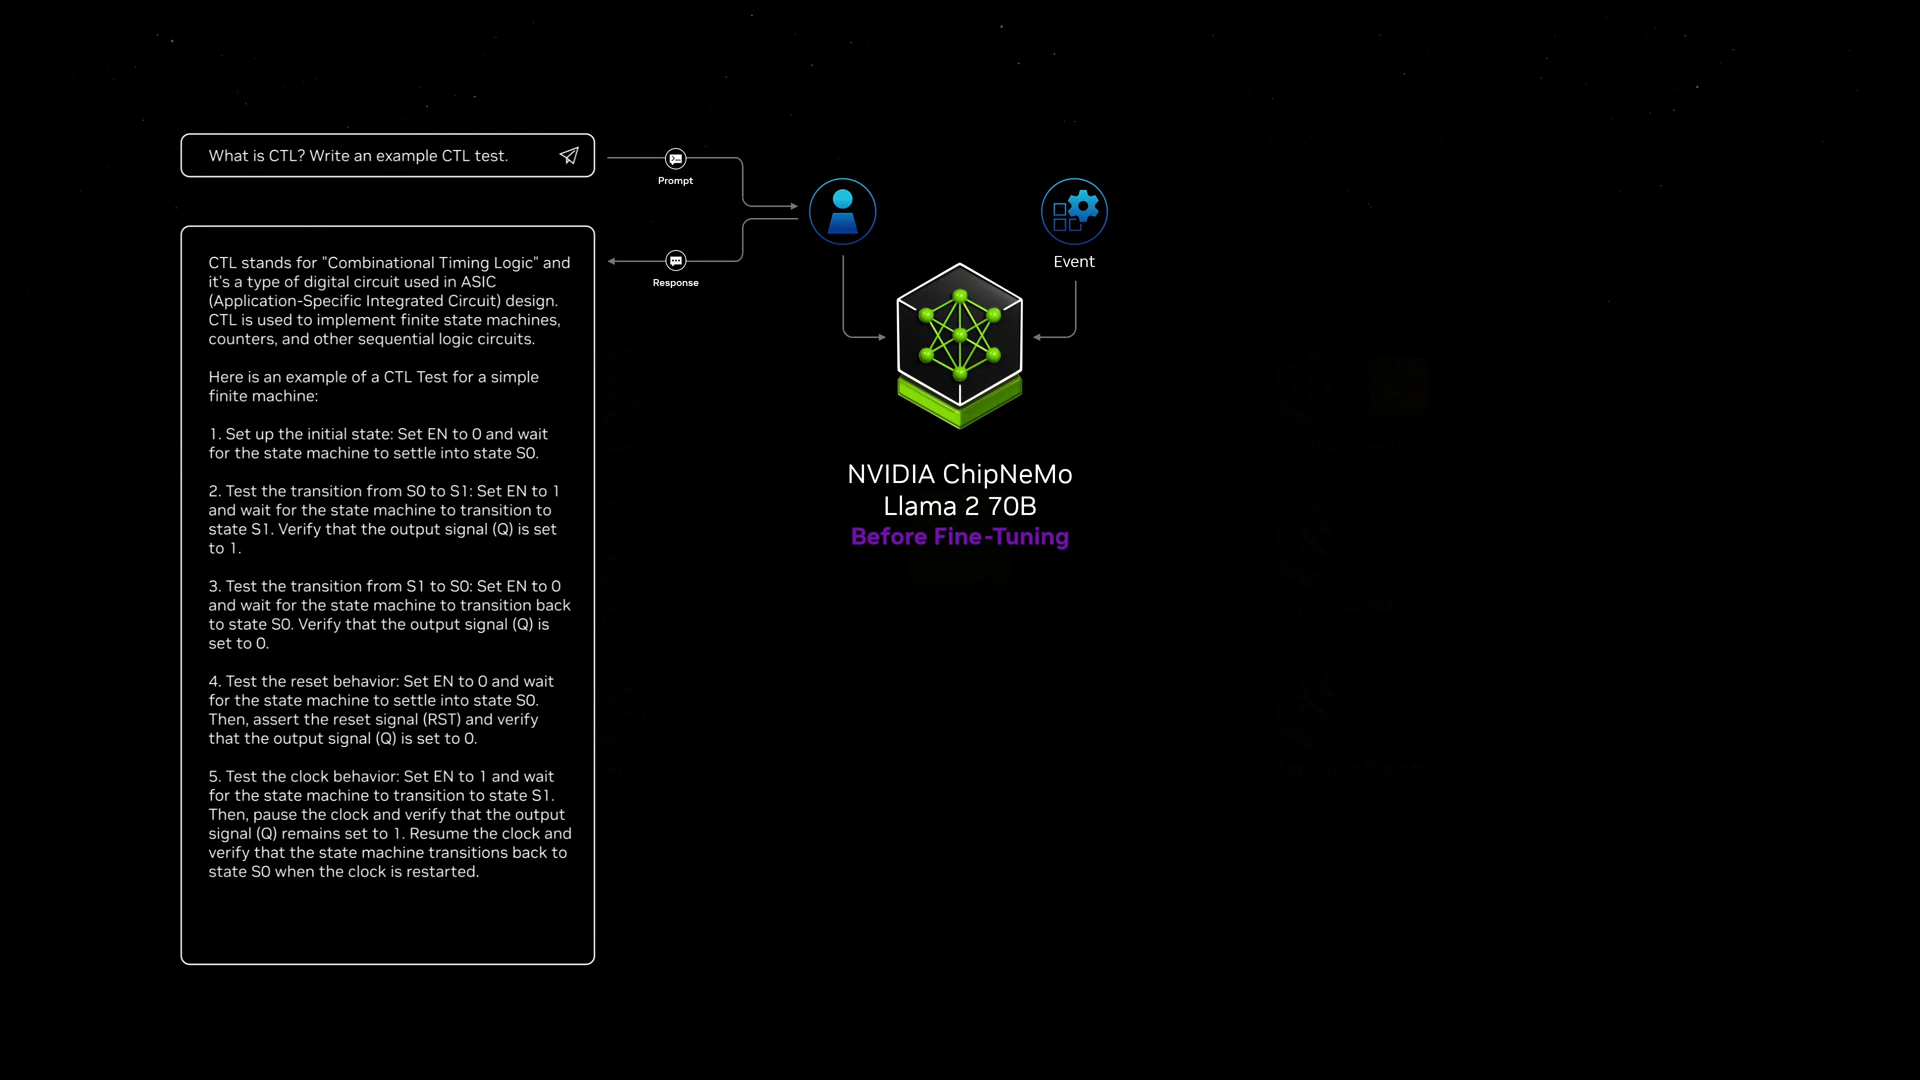 What is CTL? Write an example CTL test.
Prompt
Response
CTL stands for "Combinational Timing Logic" and
it's a type of digital circuit used in ASIC
(Application-Specific Integrated Circuit) design.
CTL is used to implement finite state machines,
counters, and other sequential logic circuits.
Here is an example of a CTL Test for a simple
finite machine:
1. Set up the initial state: Set EN to 0 and wait
for the state machine to settle into state S0.
2. Test the transition from S0 to S1: Set EN to 1
and wait for the state machine to transition to
state S1. Verify that the output signal (Q) is set
to 1.
3. Test the transition from S1 to S0: Set EN to 0
and wait for the state machine to transition back
to state S0. Verify that the output signal (Q) is
set to 0.
4. Test the reset behavior: Set EN to 0 and wait
for the state machine to settle into state S0.
Then, assert the reset signal (RST) and verify
that the output signal (Q) is set to 0.
5. Test the clock behavior: Set EN to 1 and wait
for the state machine to transition to state S1.
Then, pause the clock and verify that the output
signal (Q) remains set to 1. Resume the clock and
verify that the state machine transitions back to
state S0 when the clock is restarted.
Event
NVIDIA ChipNeMo
Llama 2 70B
Before Fine-Tuning